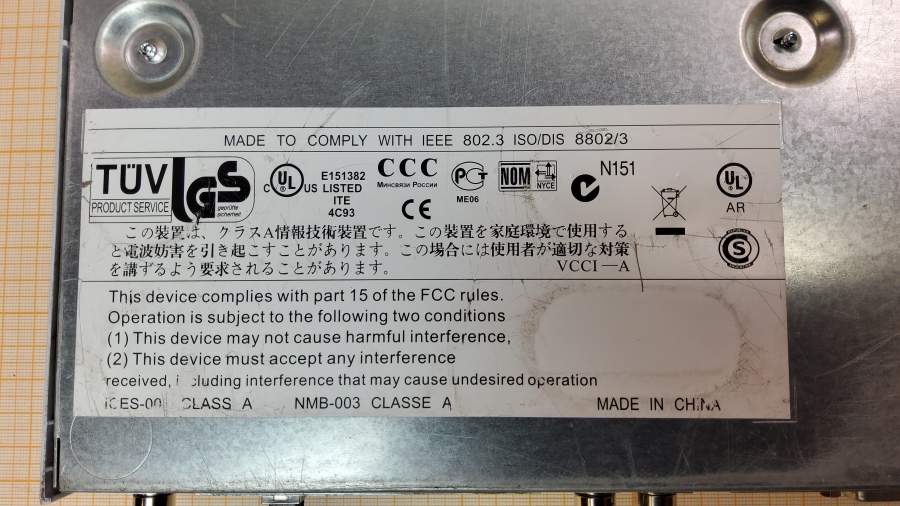 MADE TO COMPLY WITH IEEE 802.3 ISO/DIS 8802/3
TÜV
PRODUCT SERVICE
GS
geprüfte
sicherheit
C UL US
E151382
LISTED
ITE
4C93
CCC
Минсвязи России
CE
РСТ
ME06
NOM
NYCE
N151
UL
AR
S
この装置は、クラスA情報技術装置です。この装置を家庭環境で使用する
と電波妨害を引き起こすことがあります。この場合には使用者が適切な対策
を講ずるよう要求されることがあります。
VCCI—A
This device complies with part 15 of the FCC rules.
Operation is subject to the following two conditions
(1) This device may not cause harmful interference,
(2) This device must accept any interference
received, including interference that may cause undesired operation
CLASS A NMB-003 CLASSE A MADE IN CHINA